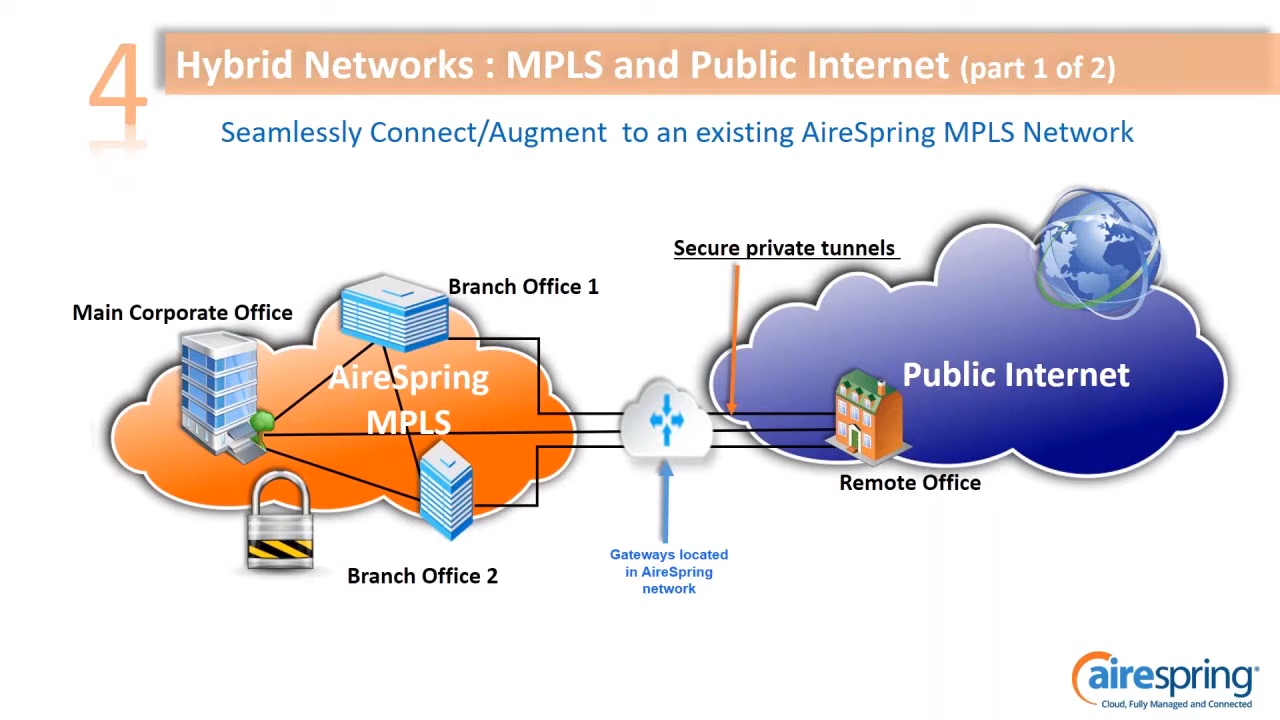 4
Hybrid Networks : MPLS and Public Internet (part 1 of 2)
Seamlessly Connect/Augment to an existing AireSpring MPLS Network
Secure private tunnels
Branch Office 1
Main Corporate Office
AireSpring
MPLS
Public Internet
Remote Office
Gateways located
in AireSpring
network
Branch Office 2
airespring®
Cloud, Fully Managed and Connected